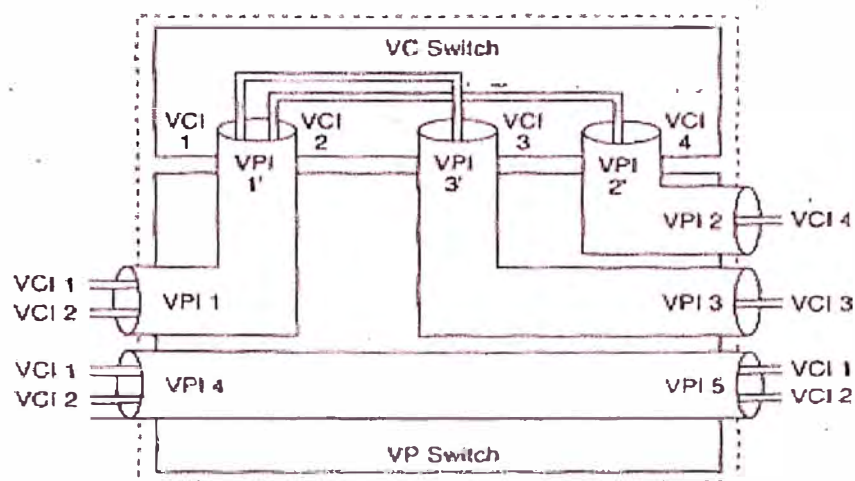 VC Switch
VCI 1
VCI 2
VCI 3
VCI 4
VPI 1'
VPI 3'
VPI 2'
VPI 2
VCI 4
VCI 1
VCI 2
VPI 1
VPI 3
VCI 3
VCI 1
VCI 2
VPI 4
VPI 5
VCI 1
VCI 2
VP Switch